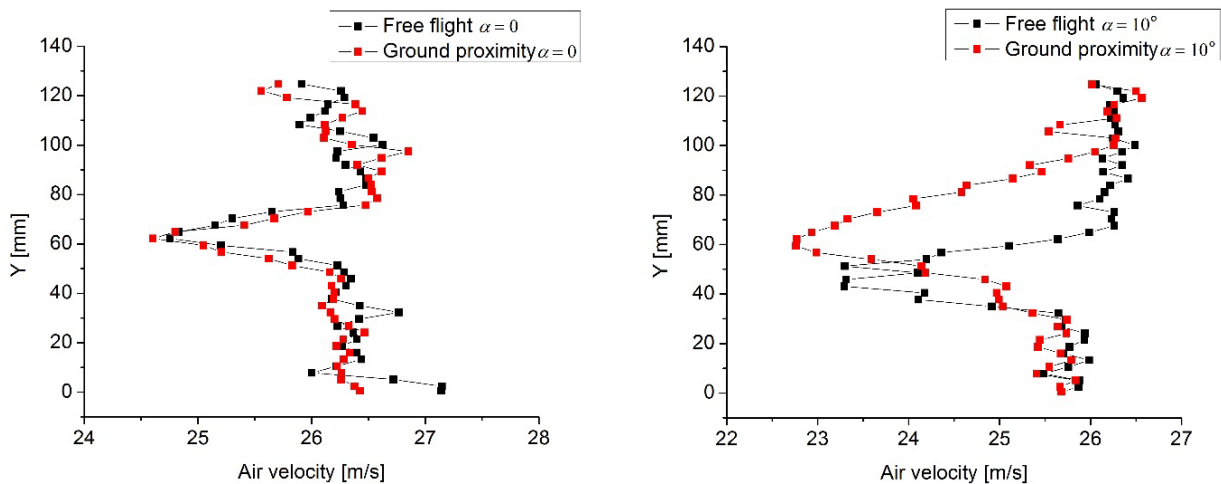 Free flight α = 0
Ground proximity α = 0
140
120
100
80
60
40
20
0
Y [mm]
24 25 26 27 28
Air velocity [m/s]
Free flight α = 10°
Ground proximity α = 10°
140
120
100
80
60
40
20
0
Y [mm]
22 23 24 25 26 27
Air velocity [m/s]